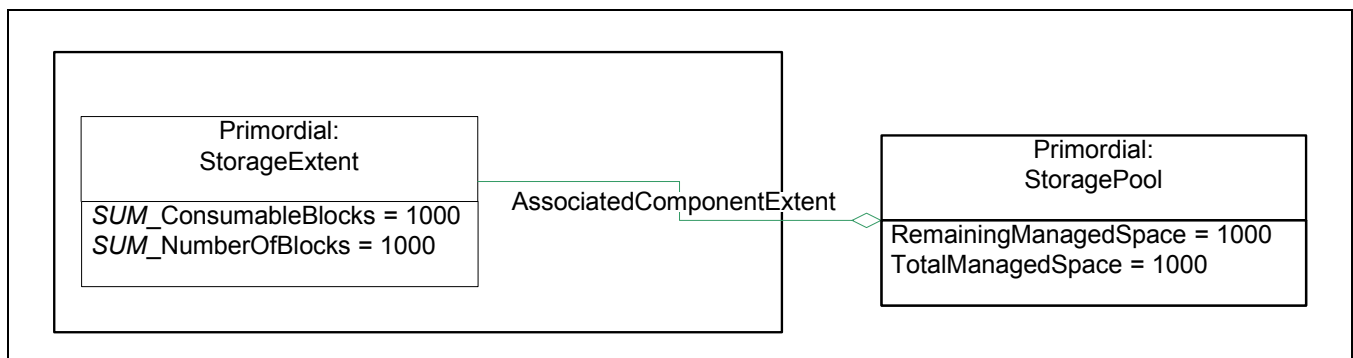 Primordial:
StorageExtent
SUM_ConsumableBlocks = 1000
SUM_NumberOfBlocks = 1000
AssociatedComponentExtent
Primordial:
StoragePool
RemainingManagedSpace = 1000
TotalManagedSpace = 1000